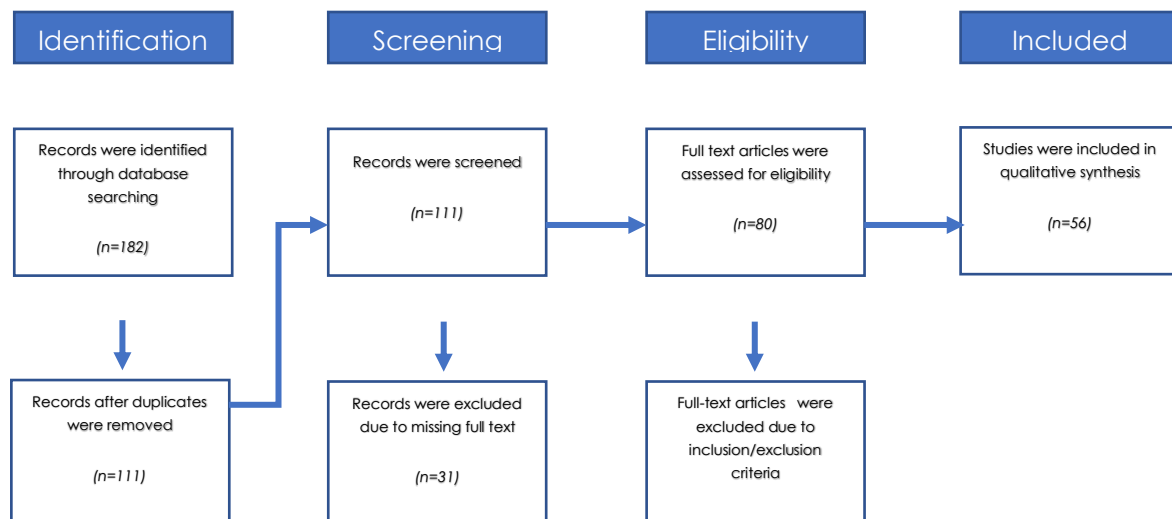 Identification
Screening
Eligibility
Included
Records were identified
through database
searching
(n=182)
Records were screened
(n=111)
Full text articles were
assessed for eligibility
(n=80)
Studies were included in
qualitative synthesis
(n=56)
Records after duplicates
were removed
(n=111)
Records were excluded
due to missing full text
(n=31)
Full-text articles were
excluded due to
inclusion/exclusion
criteria